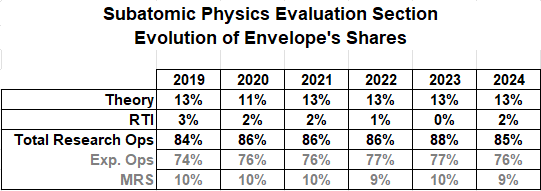 Subatomic Physics Evaluation Section
Evolution of Envelope's Shares
2019 2020 2021 2022 2023 2024
Theory 13% 11% 13% 13% 13% 13%
RTI 3% 2% 2% 1% 0% 2%
Total Research Ops 84% 86% 86% 86% 88% 85%
Exp. Ops 74% 76% 76% 77% 77% 76%
MRS 10% 10% 10% 9% 10% 9%